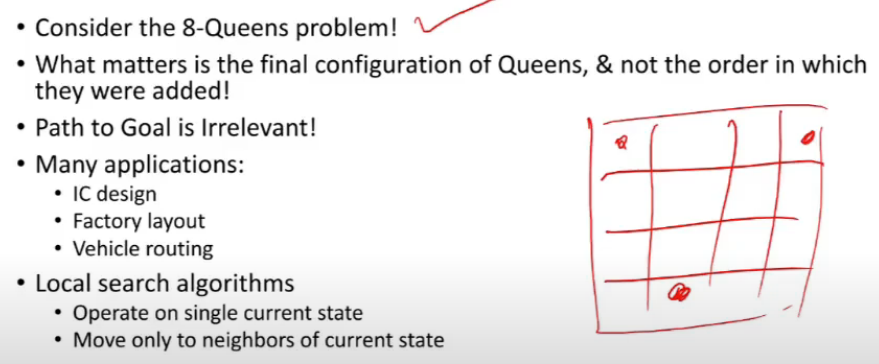 • Consider the 8-Queens problem!
• What matters is the final configuration of Queens, & not the order in which
they were added!
• Path to Goal is Irrelevant!
• Many applications:
• IC design
• Factory layout
• Vehicle routing
• Local search algorithms
• Operate on single current state
• Move only to neighbors of current state